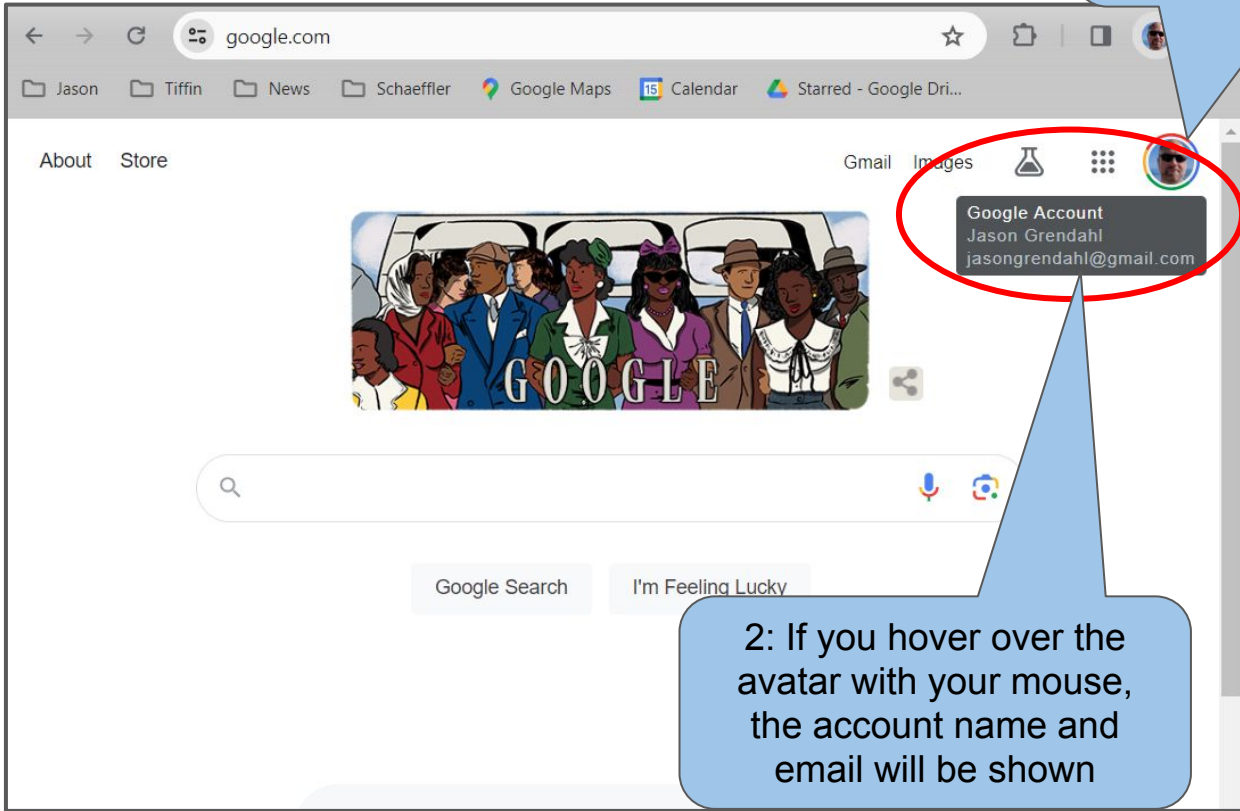 google.com
Jason Tiffin News Schaeffler Google Maps 15 Calendar Starred - Google Dri...
About Store Gmail Images
Google Account
Jason Grendahl
jasongrendahl@gmail.com
GOOGLE
Google Search I'm Feeling Lucky
2: If you hover over the
avatar with your mouse,
the account name and
email will be shown